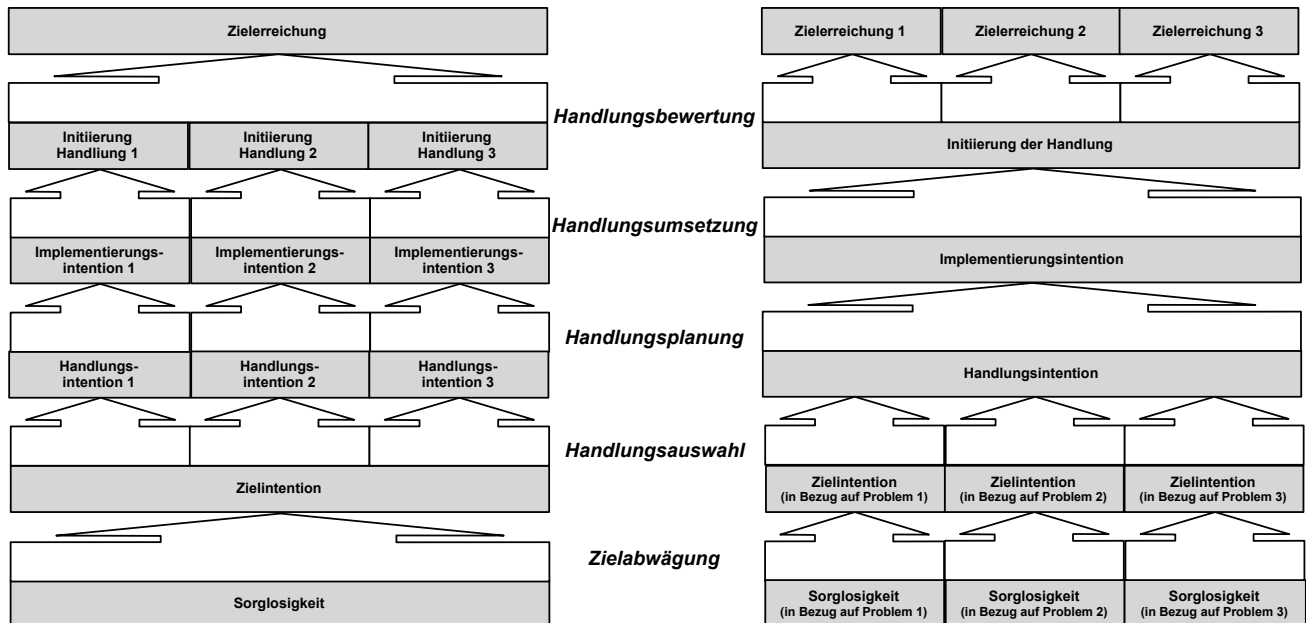 Zielerreichung
Zielerreichung 1
Zielerreichung 2
Zielerreichung 3
Handlungsbewertung
Initiierung
Handliung 1
Initiierung
Handlung 2
Initiierung
Handlung 3
Initiierung der Handlung
Handlungsumsetzung
Implementierungs-
intention 1
Implementierungs-
intention 2
Implementierungs-
intention 3
Implementierungsintention
Handlungsplanung
Handlungs-
intention 1
Handlungs-
intention 2
Handlungs-
intention 3
Handlungsintention
Handlungsauswahl
Zielintention
Zielintention
(in Bezug auf Problem 1)
Zielintention
(in Bezug auf Problem 2)
Zielintention
(in Bezug auf Problem 3)
Zielabwägung
Sorglosigkeit
Sorglosigkeit
(in Bezug auf Problem 1)
Sorglosigkeit
(in Bezug auf Problem 2)
Sorglosigkeit
(in Bezug auf Problem 3)